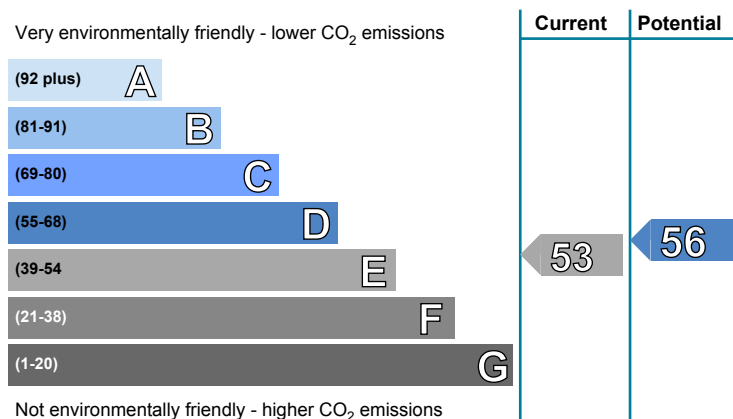 Current Potential
Very environmentally friendly - lower CO2 emissions
(92 plus) A
(81-91) B
(69-80) C
(55-68) D
(39-54 E
53 56
(21-38) F
(1-20) G
Not environmentally friendly - higher CO2 emissions